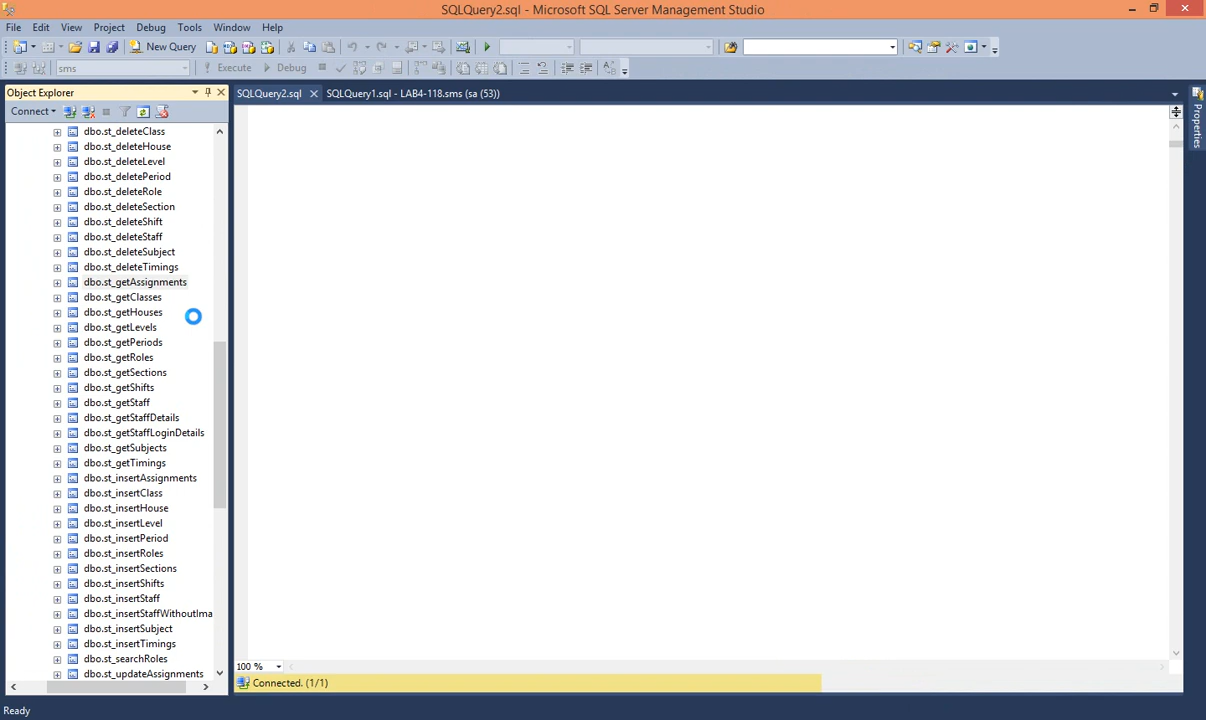 SQLQuery2.sql - Microsoft SQL Server Management Studio
File Edit View Project Debug Tools Window Help
New Query
sms Execute Debug
Object Explorer
SQLQuery2.sql SQLQuery1.sql - LAB4-118.sms (sa (53))
Connect
Properties
dbo.st_deleteClass
dbo.st_deleteHouse
dbo.st_deleteLevel
dbo.st_deletePeriod
dbo.st_deleteRole
dbo.st_deleteSection
dbo.st_deleteShift
dbo.st_deleteStaff
dbo.st_deleteSubject
dbo.st_deleteTimings
dbo.st_getAssignments
dbo.st_getClasses
dbo.st_getHouses
dbo.st_getLevels
dbo.st_getPeriods
dbo.st_getRoles
dbo.st_getSections
dbo.st_getShifts
dbo.st_getStaff
dbo.st_getStaffDetails
dbo.st_getStaffLoginDetails
dbo.st_getSubjects
dbo.st_getTimings
dbo.st_insertAssignments
dbo.st_insertClass
dbo.st_insertHouse
dbo.st_insertLevel
dbo.st_insertPeriod
dbo.st_insertRoles
dbo.st_insertSections
dbo.st_insertShifts
dbo.st_insertStaff
dbo.st_insertStaffWithoutIma
dbo.st_insertSubject
dbo.st_insertTimings
dbo.st_searchRoles
dbo.st_updateAssignments
100 %
Connected. (1/1)
Ready